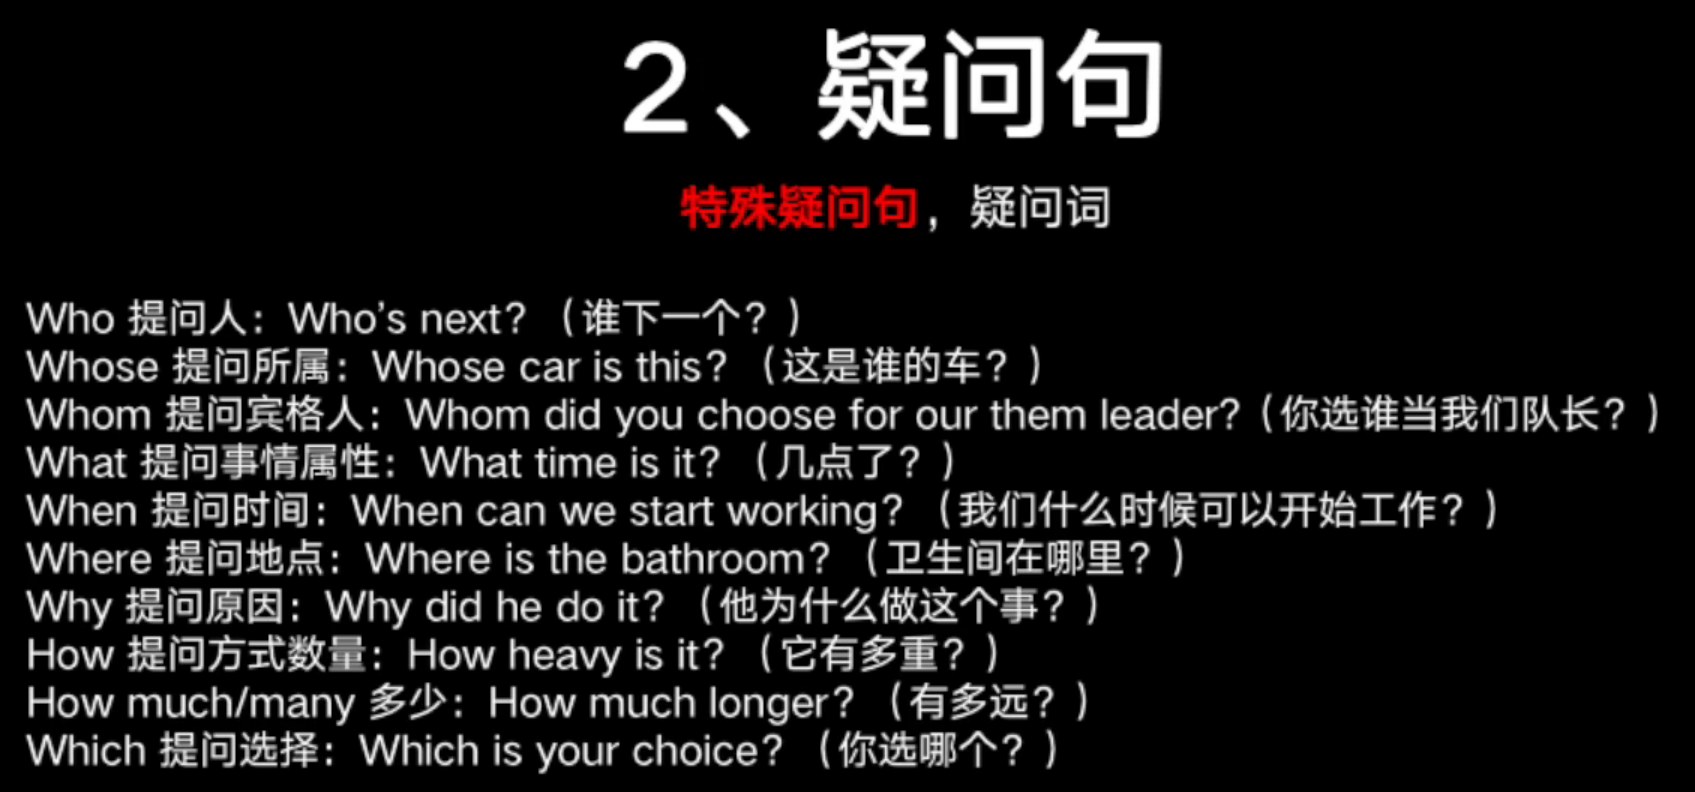 2、疑问句
特殊疑问句，疑问词
Who 提问人：Who’s next？（谁下一个？）
Whose 提问所属：Whose car is this？（这是谁的车？）
Whom 提问宾格人：Whom did you choose for our them leader?（你选谁当我们队长？）
What 提问事情属性：What time is it？（几点了？）
When 提问时间：When can we start working？（我们什么时候可以开始工作？）
Where 提问地点：Where is the bathroom？（卫生间在哪里？）
Why 提问原因：Why did he do it？（他为什么做这个事？）
How 提问方式数量：How heavy is it？（它有多重？）
How much/many 多少：How much longer？（有多远？）
Which 提问选择：Which is your choice？（你选哪个？）